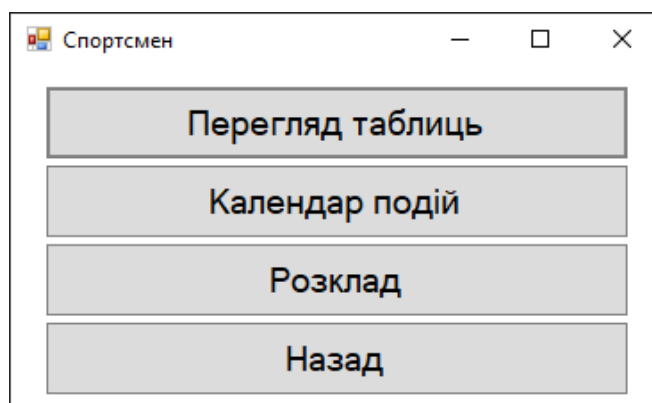 Спортсмен
Перегляд таблиць
Календар подій
Розклад
Назад